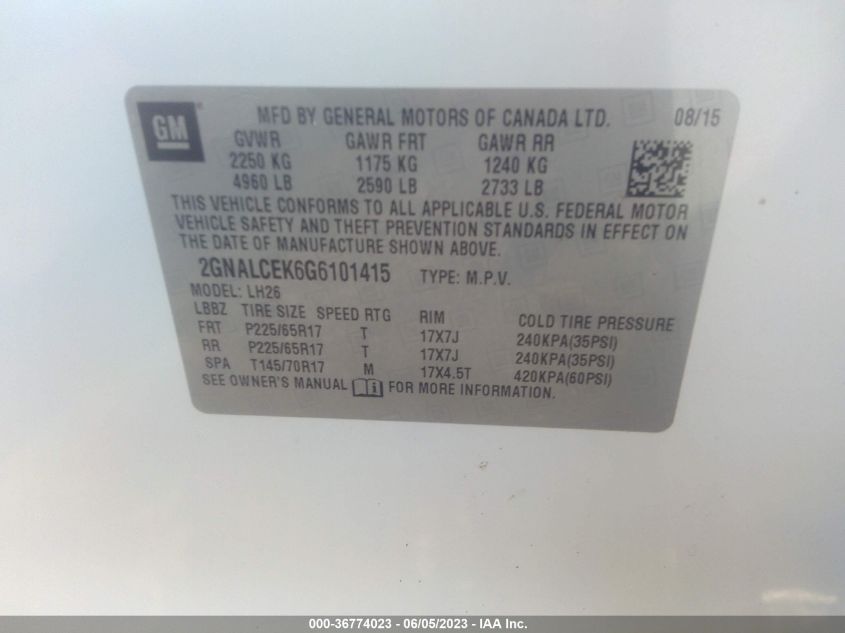 GM
MFD BY GENERAL MOTORS OF CANADA LTD. 08/15
GVWR GAWR FRT GAWR RR
2250 KG 1175 KG 1240 KG
4960 LB 2590 LB 2733 LB
THIS VEHICLE CONFORMS TO ALL APPLICABLE U.S. FEDERAL MOTOR
VEHICLE SAFETY AND THEFT PREVENTION STANDARDS IN EFFECT ON
THE DATE OF MANUFACTURE SHOWN ABOVE.
2GNALCEK6G6101415 TYPE: M.P.V.
MODEL: LH26
LBBZ TIRE SIZE SPEED RTG RIM COLD TIRE PRESSURE
FRT P225/65R17 T 17X7J 240KPA(35PSI)
RR P225/65R17 T 17X7J 240KPA(35PSI)
SPA T145/70R17 M 17X4.5T 420KPA(60PSI)
SEE OWNER'S MANUAL FOR MORE INFORMATION.
000-36774023 - 06/05/2023 - IAA Inc.